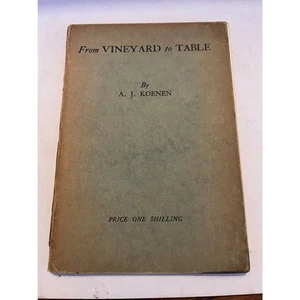 From VINEYARD to TABLE
By
A. J. KOENEN
PRICE ONE SHILLING